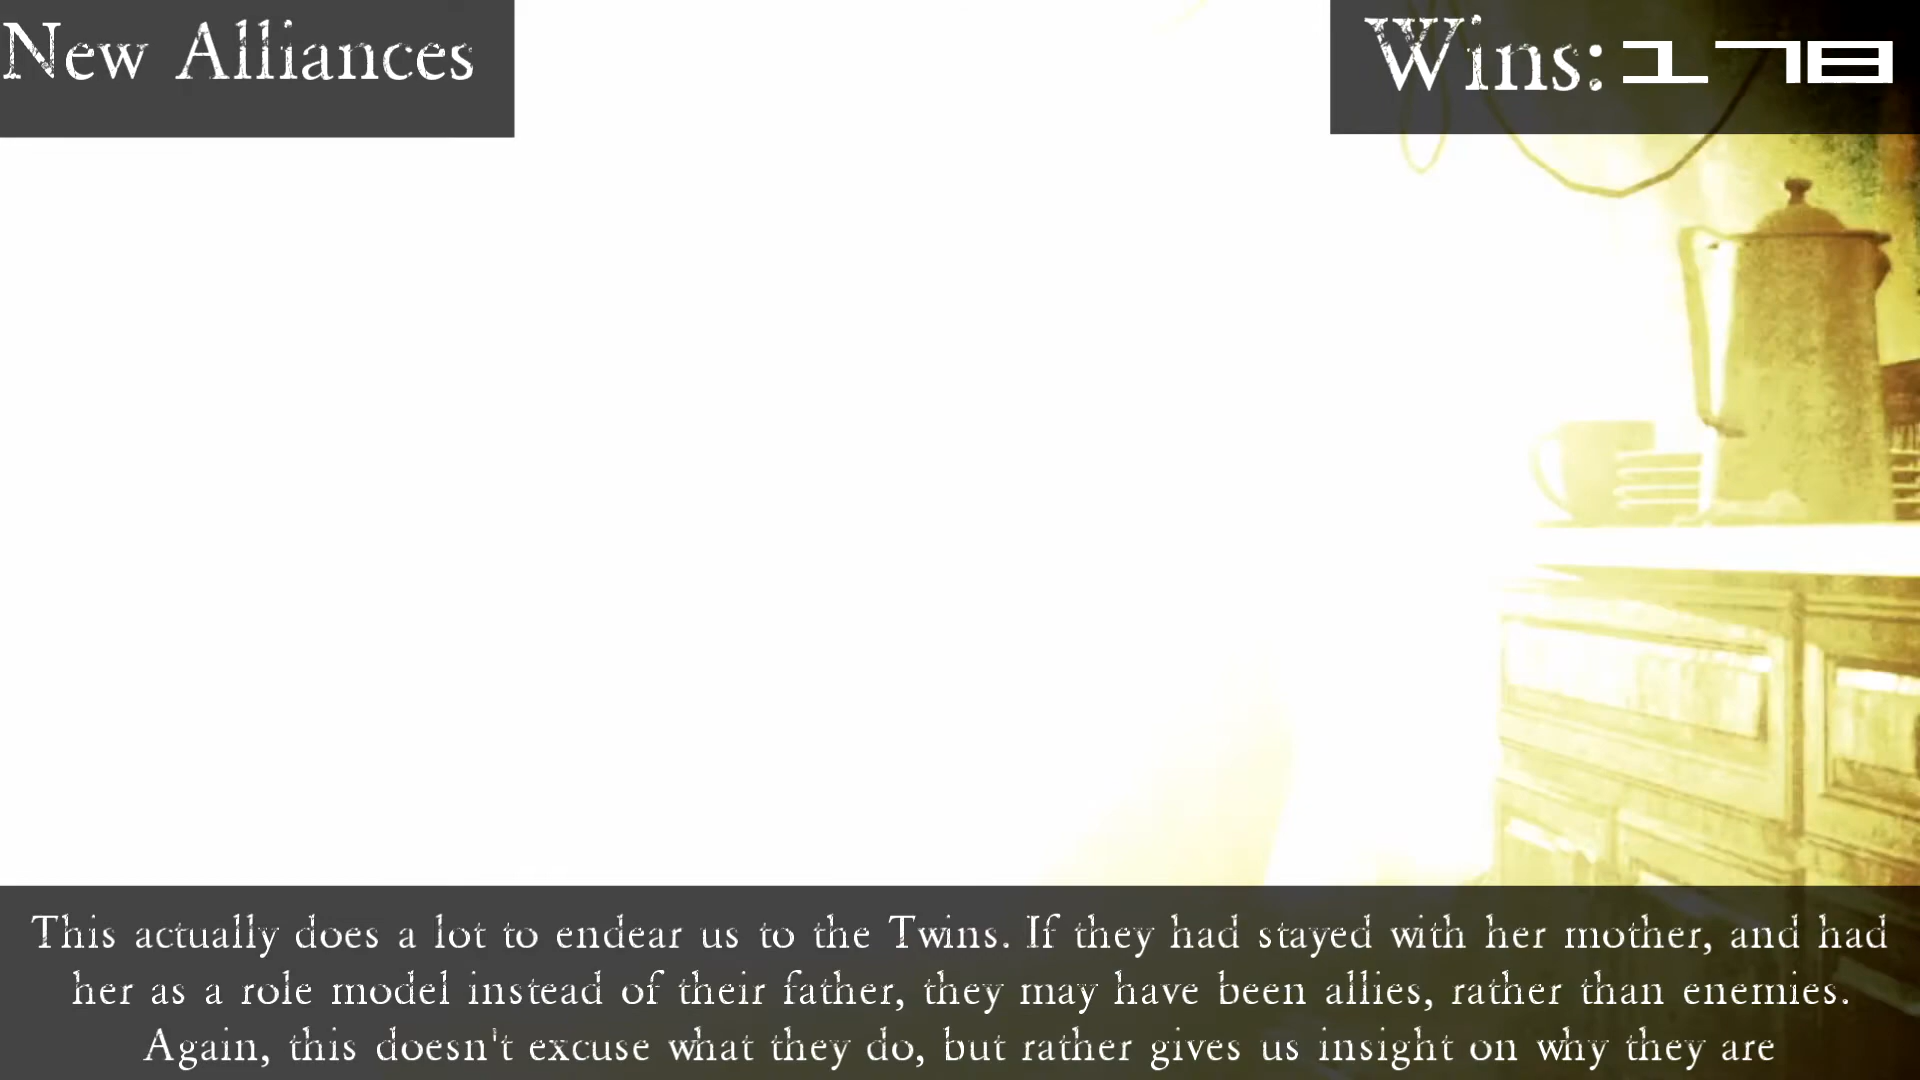 New Alliances
Wins: 178
This actually does a lot to endear us to the Twins. If they had stayed with her mother, and had
her as a role model instead of their father, they may have been allies, rather than enemies.
Again, this doesn't excuse what they do, but rather gives us insight on why they are